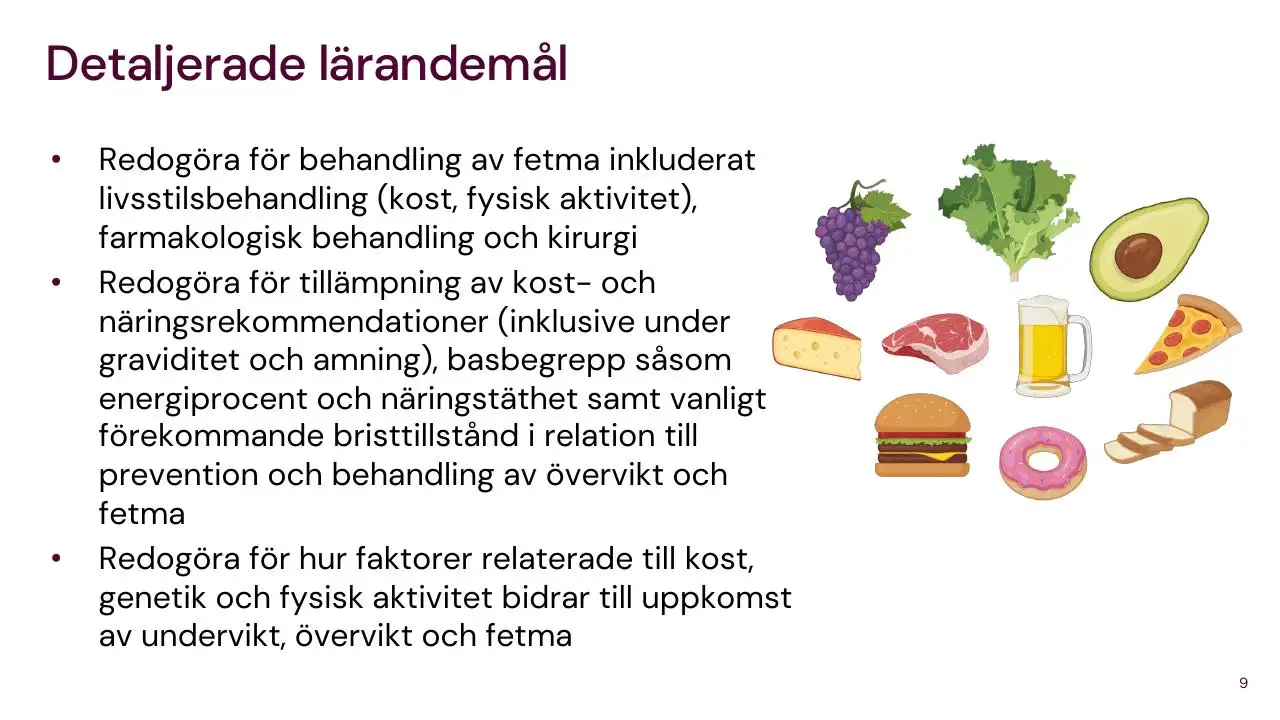 Detaljerade lärandemål
• Redogöra för behandling av fetma inkluderat
livsstilsbehandling (kost, fysisk aktivitet),
farmakologisk behandling och kirurgi
• Redogöra för tillämpning av kost- och
näringsrekommendationer (inklusive under
graviditet och amning), basbegrepp såsom
energiprocent och näringstäthet samt vanligt
förekommande bristtillstånd i relation till
prevention och behandling av övervikt och
fetma
• Redogöra för hur faktorer relaterade till kost,
genetik och fysisk aktivitet bidrar till uppkomst
av undervikt, övervikt och fetma
9